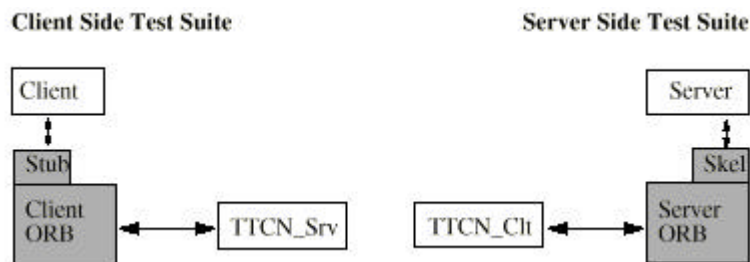 Client Side Test Suite
Server Side Test Suite
Client
Server
Stub
Skel
Client
ORB
TTCN_Srv
TTCN_Clt
Server
ORB